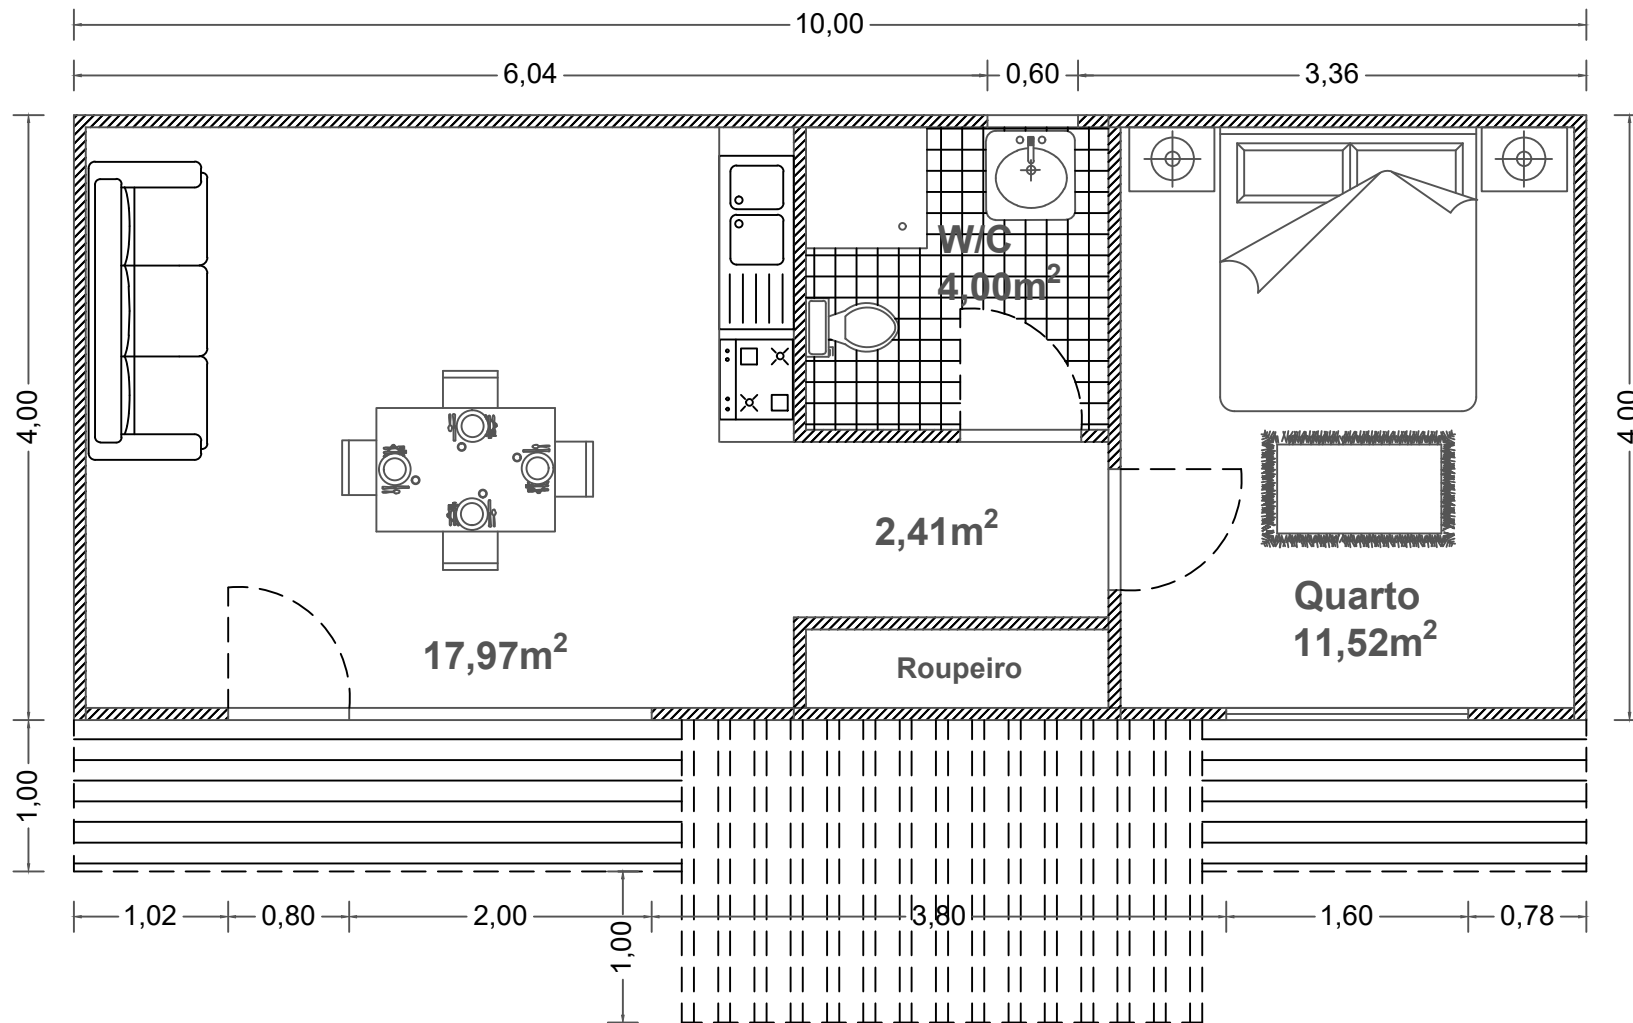 10,00
6,04
0,60
3,36
W/C
4,00m²
4,00
4,00
2,41m²
Quarto
11,52m²
17,97m²
Roupeiro
1,00
1,02
0,80
2,00
3,80
1,60
0,78
1,00